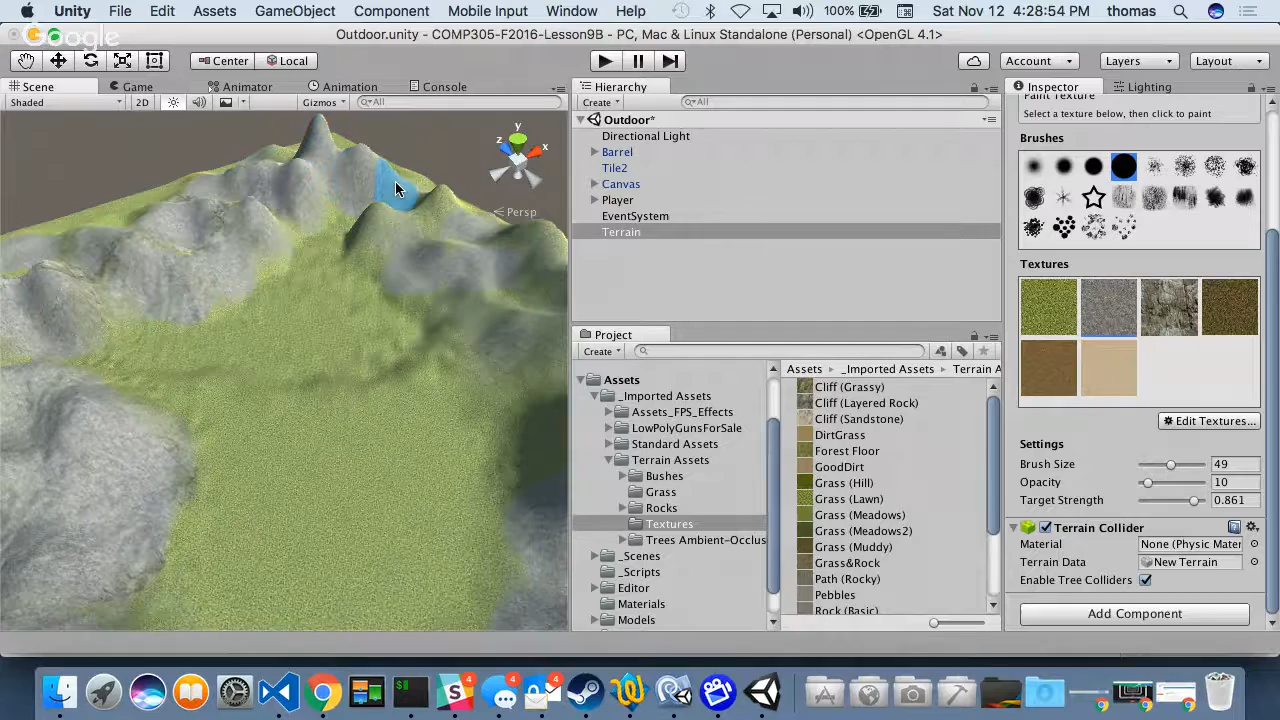 Unity File Edit Assets GameObject Component Mobile Input Window Help 100% Sat Nov 12 4:28:54 PM thomas
Google
Outdoor.unity - COMP305-F2016-Lesson9B - PC, Mac & Linux Standalone (Personal) <OpenGL 4.1>
Center Local Account Layers Layout
Scene Game Animator Animation Console Hierarchy Inspector Lighting
Shaded 2D Gizmos All Create All
Paint Texture
Select a texture below, then click to paint
y
z
x
Persp
Outdoor*
Directional Light
Barrel
Tile2
Canvas
Player
EventSystem
Terrain
Project
Create
Assets
_Imported Assets
Assets_FPS_Effects
LowPolyGunsForSale
Standard Assets
Terrain Assets
Bushes
Grass
Rocks
Textures
Trees Ambient-Occlus
_Scenes
_Scripts
Editor
Materials
Models
Assets _Imported Assets Terrain A
Cliff (Grassy)
Cliff (Layered Rock)
Cliff (Sandstone)
DirtGrass
Forest Floor
GoodDirt
Grass (Hill)
Grass (Lawn)
Grass (Meadows)
Grass (Meadows2)
Grass (Muddy)
Grass&Rock
Path (Rocky)
Pebbles
Rock (Basic)
Brushes
Textures
Edit Textures...
Settings
Brush Size 49
Opacity 10
Target Strength 0.861
Terrain Collider
Material None (Physic Mater
Terrain Data New Terrain
Enable Tree Colliders
Add Component
4 4 4